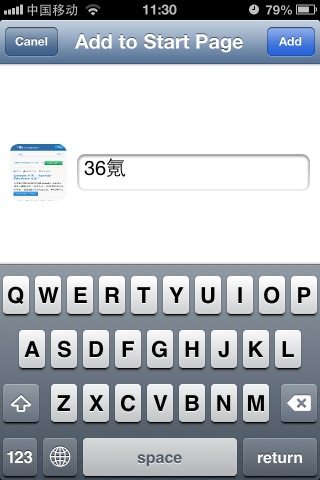 中国移动 11:30 79%
Canel Add to Start Page Add
36氪
Q W E R T Y U I O P
A S D F G H J K L
Z X C V B N M
123 space return